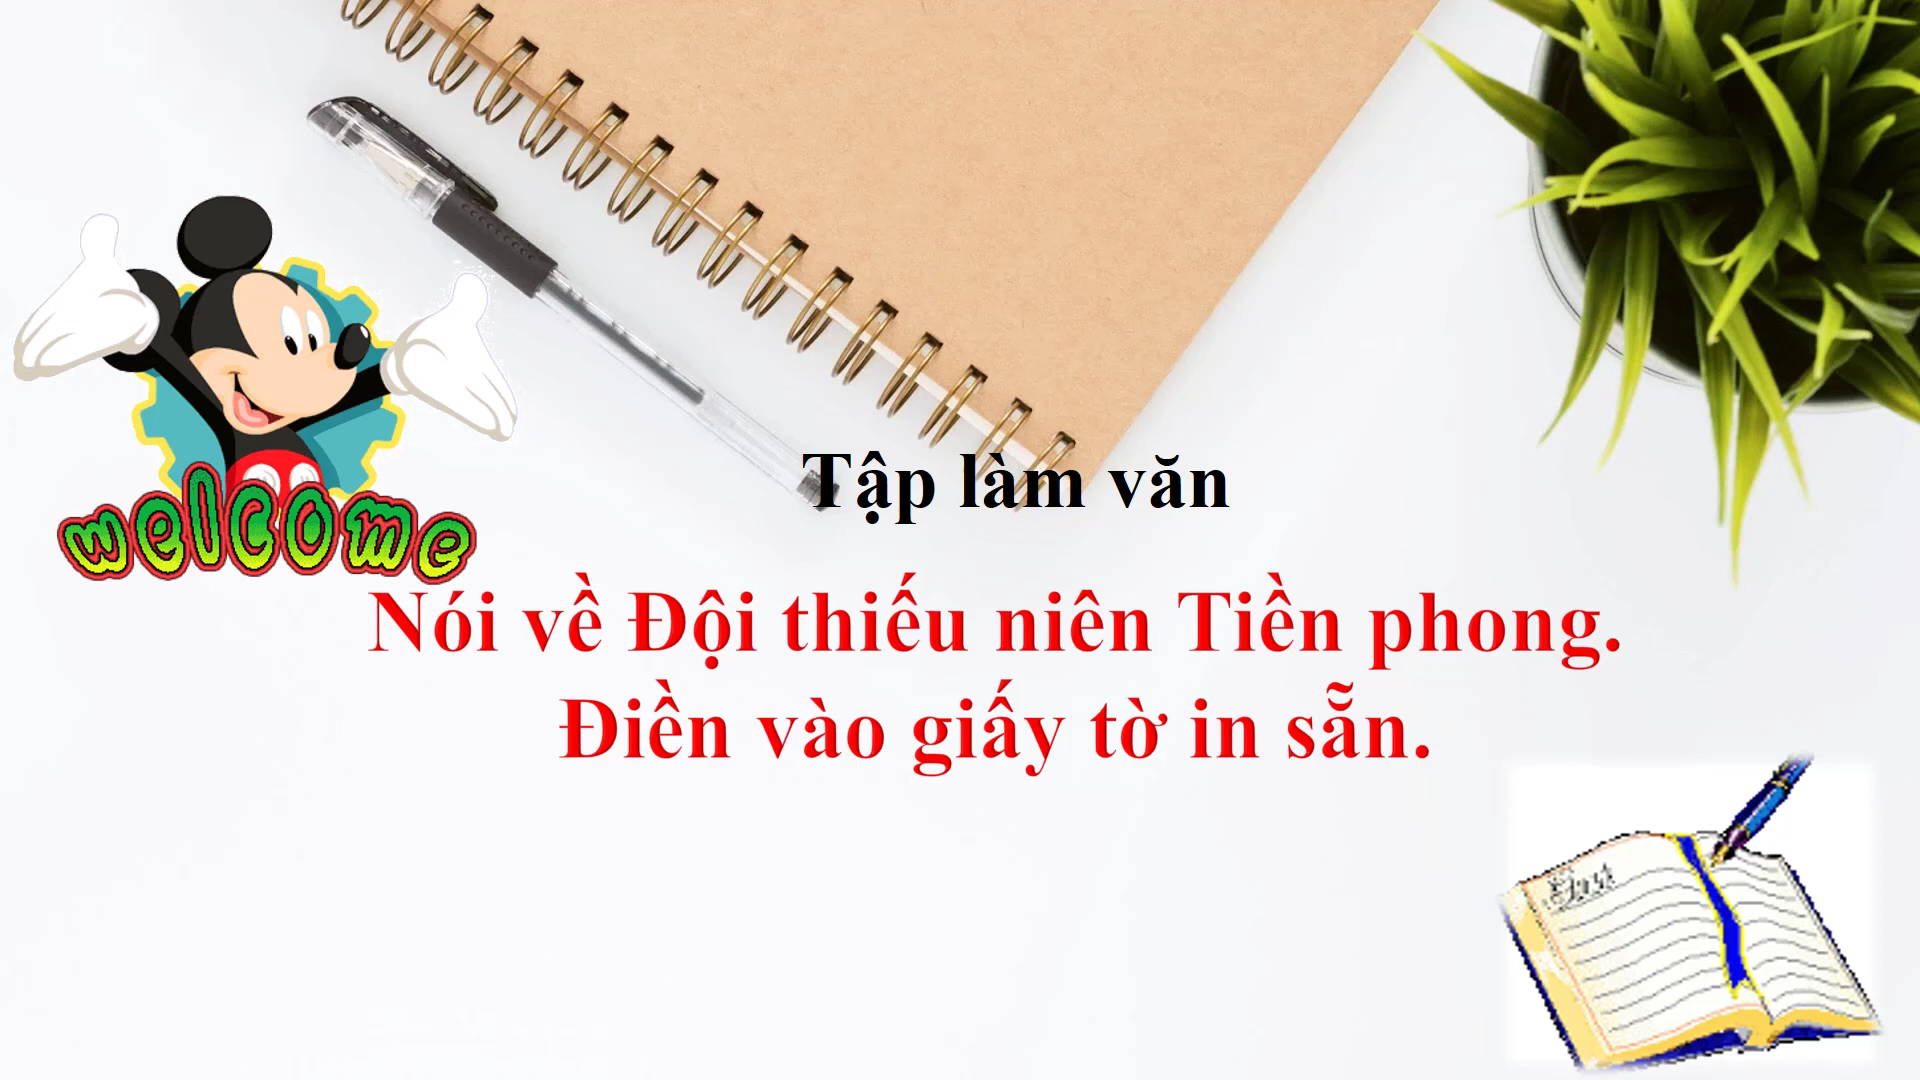 welcome
Tập làm văn
Nói về Đội thiếu niên Tiền phong.
Điền vào giấy tờ in sẵn.